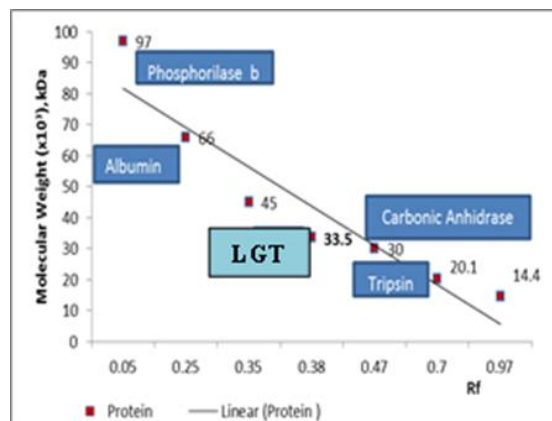 Molecular Weight (x10³),kDa
100
90
80
70
60
50
40
30
20
10
0
97
Phosphorilase b
66
Albumin
45
Carbonic Anhidrase
LGT
33.5
30
Tripsin
20.1
14.4
0.05 0.25 0.35 0.38 0.47 0.7 0.97
Rf
Protein Linear (Protein )